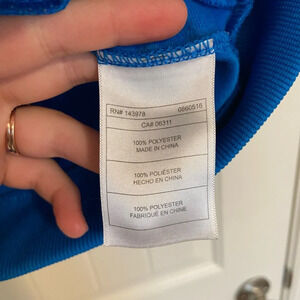 RN# 143978 0860516
CA# 06311
100% POLYESTER
MADE IN CHINA
100% POLIÉSTER
HECHO EN CHINA
100% POLYESTER
FABRIQUÉ EN CHINE